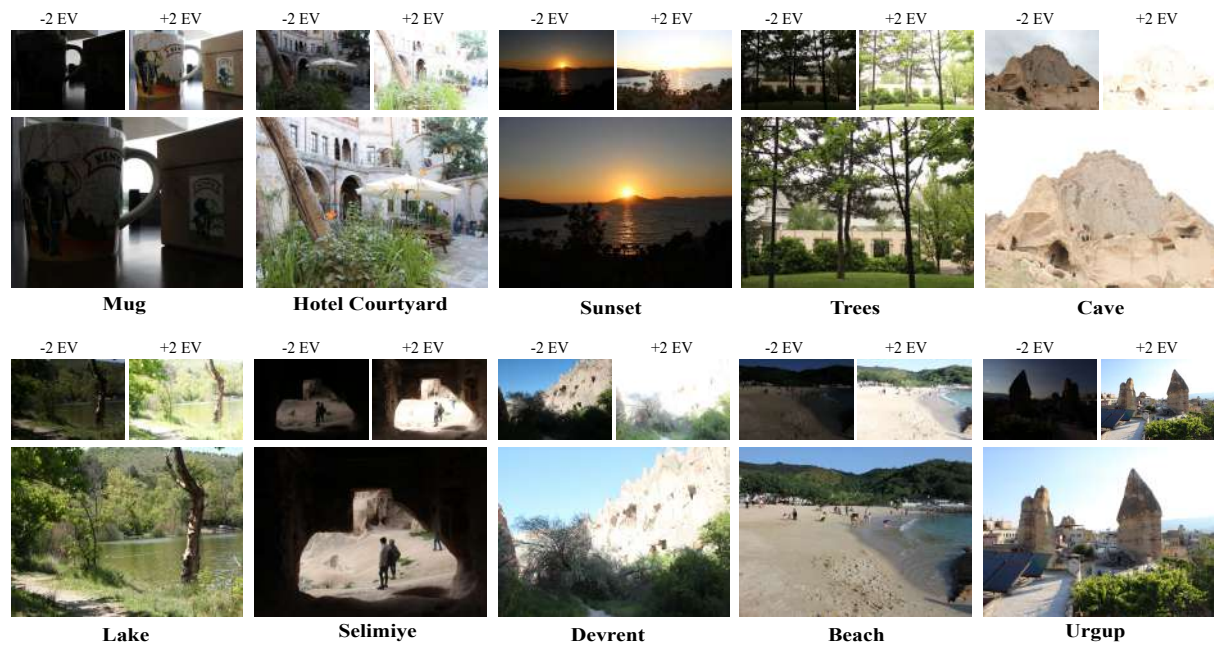 -2 EV +2 EV -2 EV +2 EV -2 EV +2 EV -2 EV +2 EV -2 EV +2 EV
Mug Hotel Courtyard Sunset Trees Cave
-2 EV +2 EV -2 EV +2 EV -2 EV +2 EV -2 EV +2 EV -2 EV +2 EV
Lake Selimiye Devrent Beach Urgup